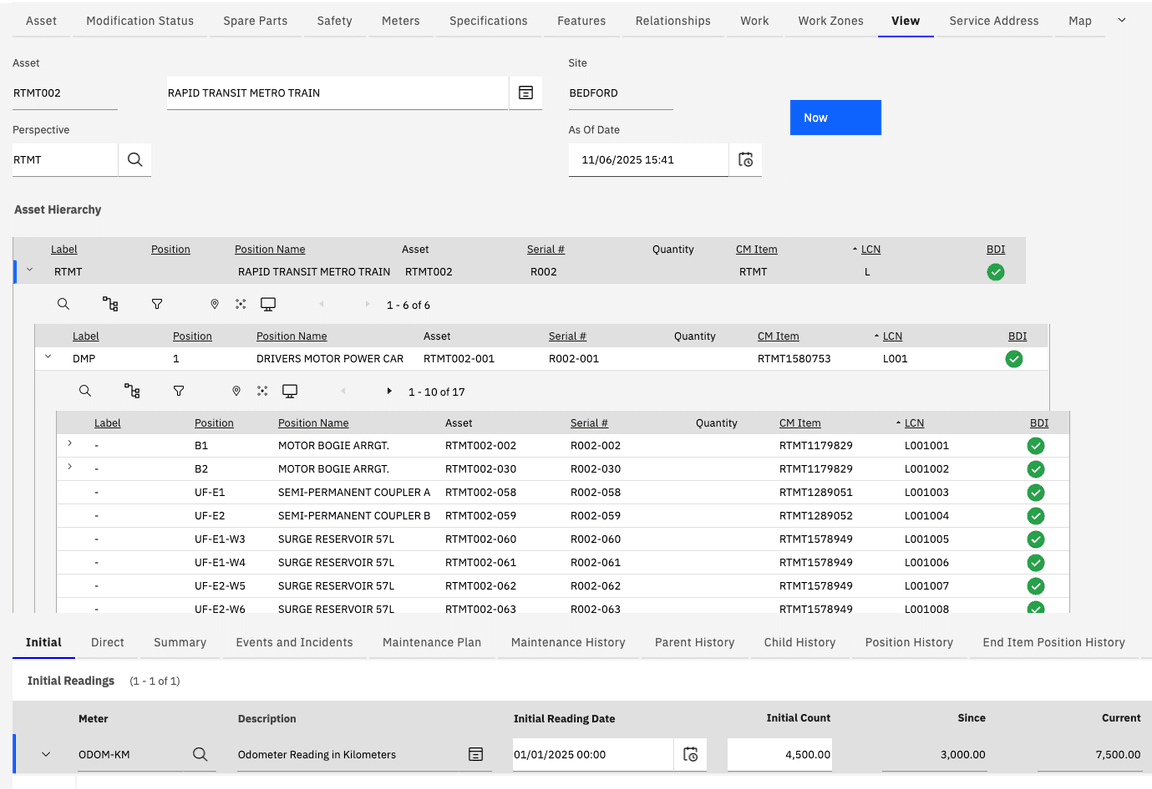 Asset Modification Status Spare Parts Safety Meters Specifications Features Relationships Work Work Zones View Service Address Map
Asset Site
RTMT002 RAPID TRANSIT METRO TRAIN BEDFORD
Now
Perspective As Of Date
RTMT 11/06/2025 15:41
Asset Hierarchy
Label Position Position Name Asset Serial # Quantity CM Item LCN BDI
RTMT RAPID TRANSIT METRO TRAIN RTMT002 R002 RTMT L
1 - 6 of 6
Label Position Position Name Asset Serial # Quantity CM Item LCN BDI
DMP 1 DRIVERS MOTOR POWER CAR RTMT002-001 R002-001 RTMT1580753 L001
1 - 10 of 17
Label Position Position Name Asset Serial # Quantity CM Item LCN BDI
- B1 MOTOR BOGIE ARRGT. RTMT002-002 R002-002 RTMT1179829 L001001
- B2 MOTOR BOGIE ARRGT. RTMT002-030 R002-030 RTMT1179829 L001002
- UF-E1 SEMI-PERMANENT COUPLER A RTMT002-058 R002-058 RTMT1289051 L001003
- UF-E2 SEMI-PERMANENT COUPLER B RTMT002-059 R002-059 RTMT1289052 L001004
- UF-E1-W3 SURGE RESERVOIR 57L RTMT002-060 R002-060 RTMT1578949 L001005
- UF-E1-W4 SURGE RESERVOIR 57L RTMT002-061 R002-061 RTMT1578949 L001006
- UF-E2-W5 SURGE RESERVOIR 57L RTMT002-062 R002-062 RTMT1578949 L001007
- UF-E2-W6 SURGE RESERVOIR 57L RTMT002-063 R002-063 RTMT1578949 L001008
Initial Direct Summary Events and Incidents Maintenance Plan Maintenance History Parent History Child History Position History End Item Position History
Initial Readings (1 - 1 of 1)
Meter Description Initial Reading Date Initial Count Since Current
ODOM-KM Odometer Reading in Kilometers 01/01/2025 00:00 4,500.00 3,000.00 7,500.00